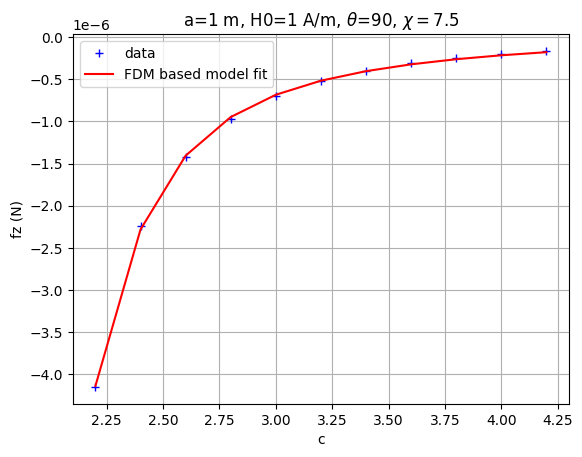 a=1 m, H0=1 A/m, θ=90, χ = 7.5
1e−6
data
FDM based model fit
0.0
−0.5
−1.0
−1.5
−2.0
−2.5
−3.0
−3.5
−4.0
fz (N)
2.25 2.50 2.75 3.00 3.25 3.50 3.75 4.00 4.25
c